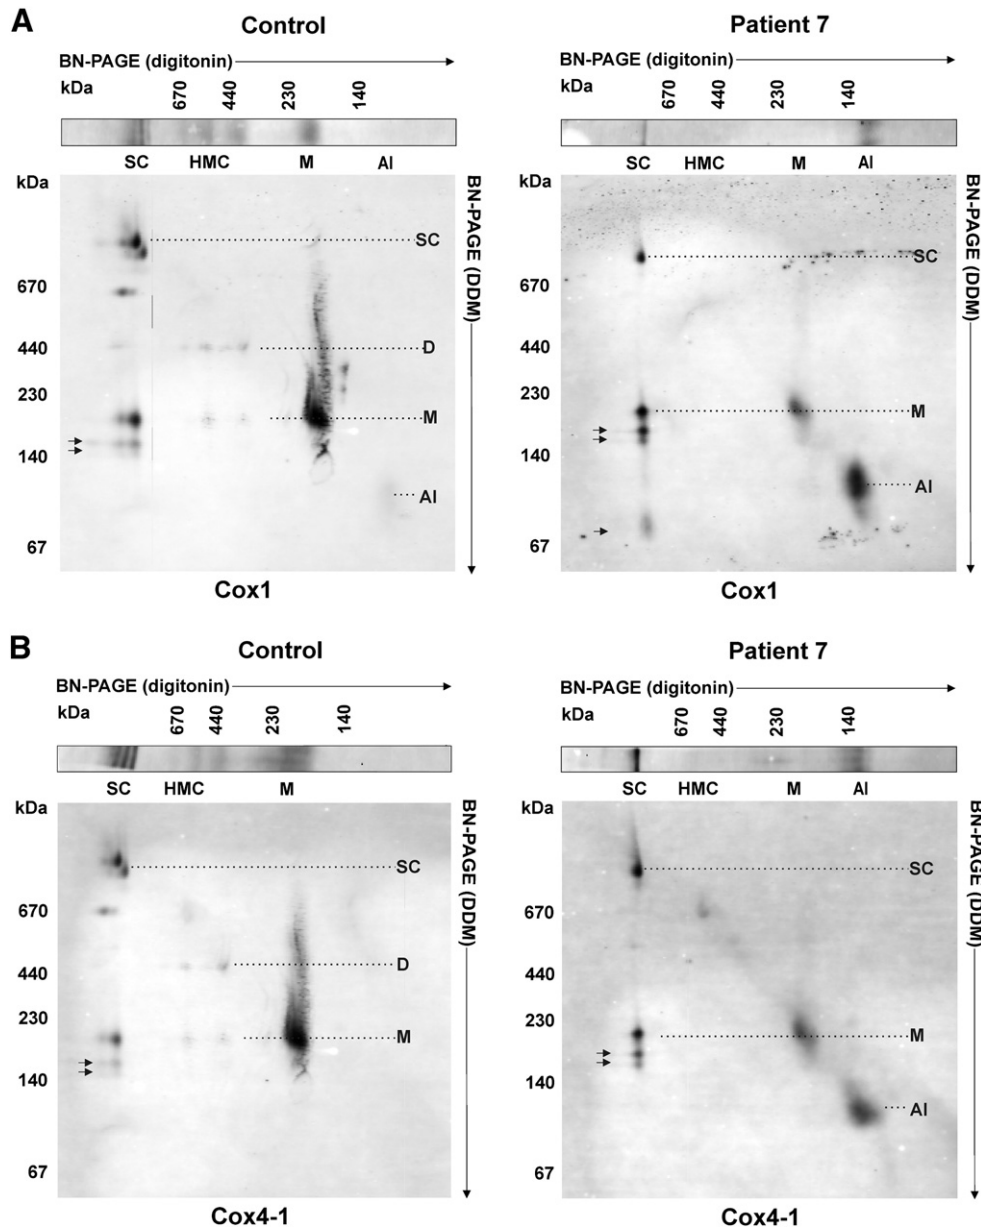 A
Control
Patient 7
BN-PAGE (digitonin)
BN-PAGE (digitonin)
kDa 670 440 230 140
kDa 670 440 230 140
SC HMC M AI
SC HMC M AI
kDa
kDa
BN-PAGE (DDM)
BN-PAGE (DDM)
SC
SC
670
670
D
440
440
230
230
M
M
140
140
AI
AI
67
67
Cox1
Cox1
B
Control
Patient 7
BN-PAGE (digitonin)
BN-PAGE (digitonin)
kDa 670 440 230 140
kDa 670 440 230 140
SC HMC M
SC HMC M AI
kDa
kDa
BN-PAGE (DDM)
BN-PAGE (DDM)
SC
SC
670
670
D
440
440
230
230
M
M
140
140
AI
67
67
Cox4-1
Cox4-1